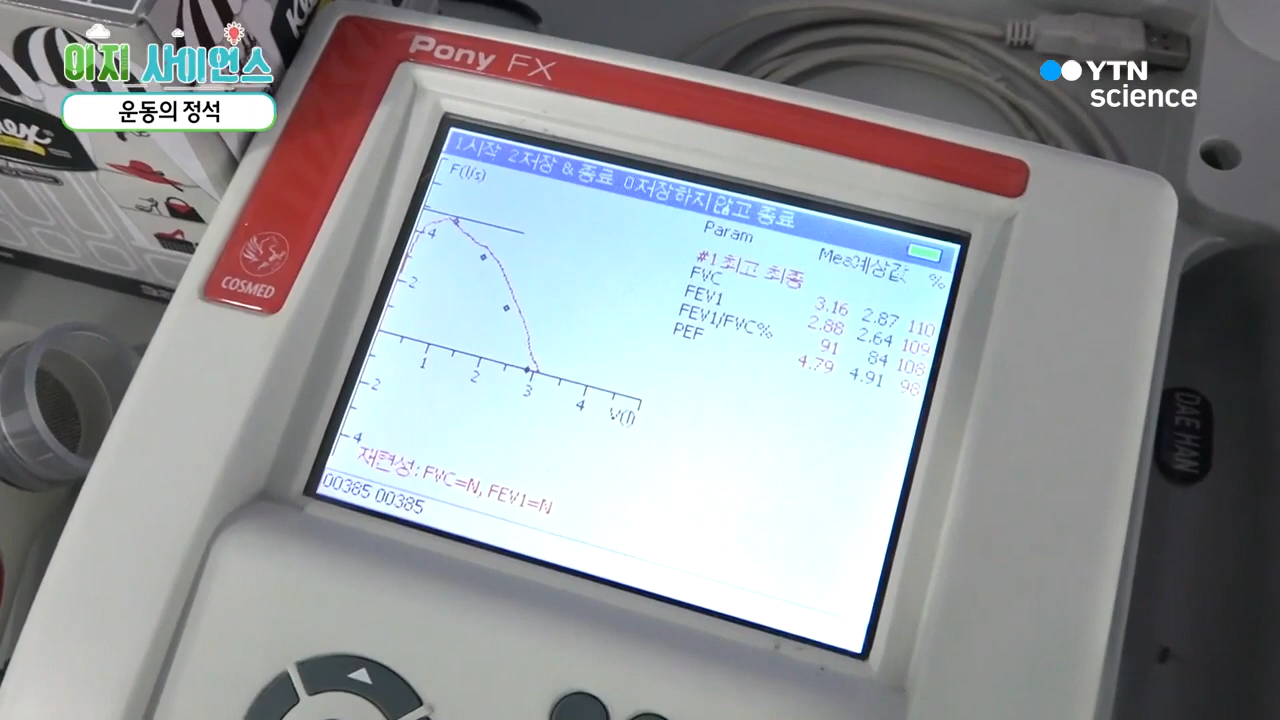 이지 사이언스
운동의 정석
YTN
science
Pony FX
COSMED
1시작 2저장 & 종료 0저장하지않고 종료
F(l/s)
Param Mea예상값 %
#1 최고 최종
FVC 3.16 2.87 110
FEV1 2.88 2.64 109
FEV1/FVC% 91 84 108
PEF 4.79 4.91 98
4
2
1 2 3 4 V(l)
-2
-4
재현성: FVC=N, FEV1=N
00385 00385
DAE HAN